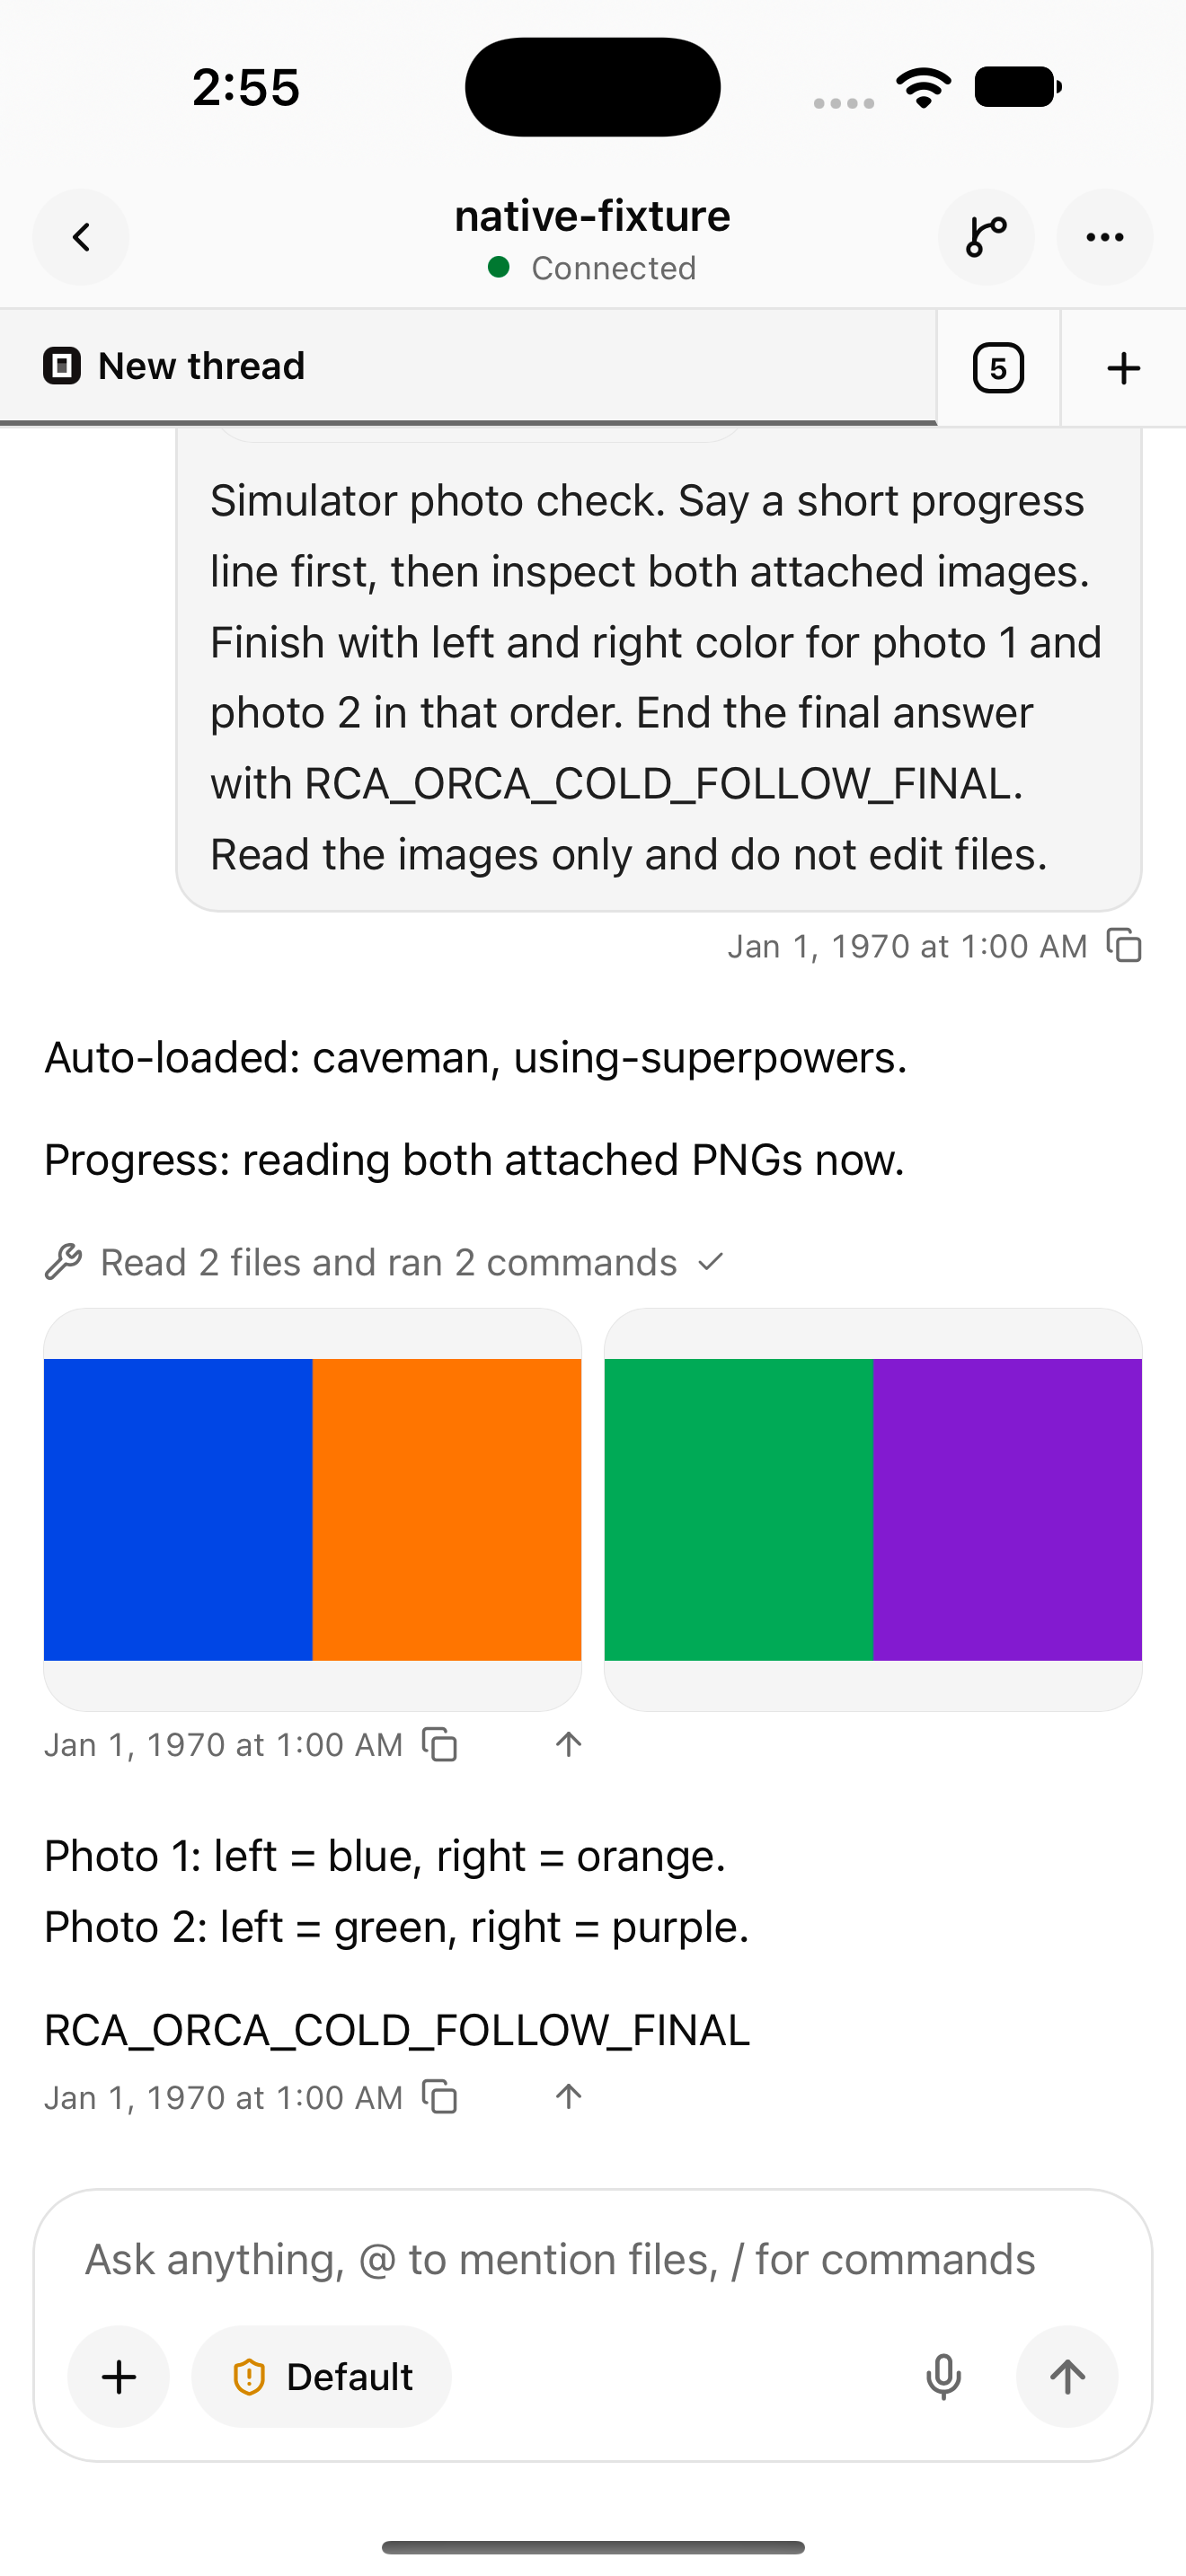 2:55
native-fixture
Connected
New thread
5
Simulator photo check. Say a short progress
line first, then inspect both attached images.
Finish with left and right color for photo 1 and
photo 2 in that order. End the final answer
with RCA_ORCA_COLD_FOLLOW_FINAL.
Read the images only and do not edit files.
Jan 1, 1970 at 1:00 AM
Auto-loaded: caveman, using-superpowers.
Progress: reading both attached PNGs now.
Read 2 files and ran 2 commands
Jan 1, 1970 at 1:00 AM
Photo 1: left = blue, right = orange.
Photo 2: left = green, right = purple.
RCA_ORCA_COLD_FOLLOW_FINAL
Jan 1, 1970 at 1:00 AM
Ask anything, @ to mention files, / for commands
Default